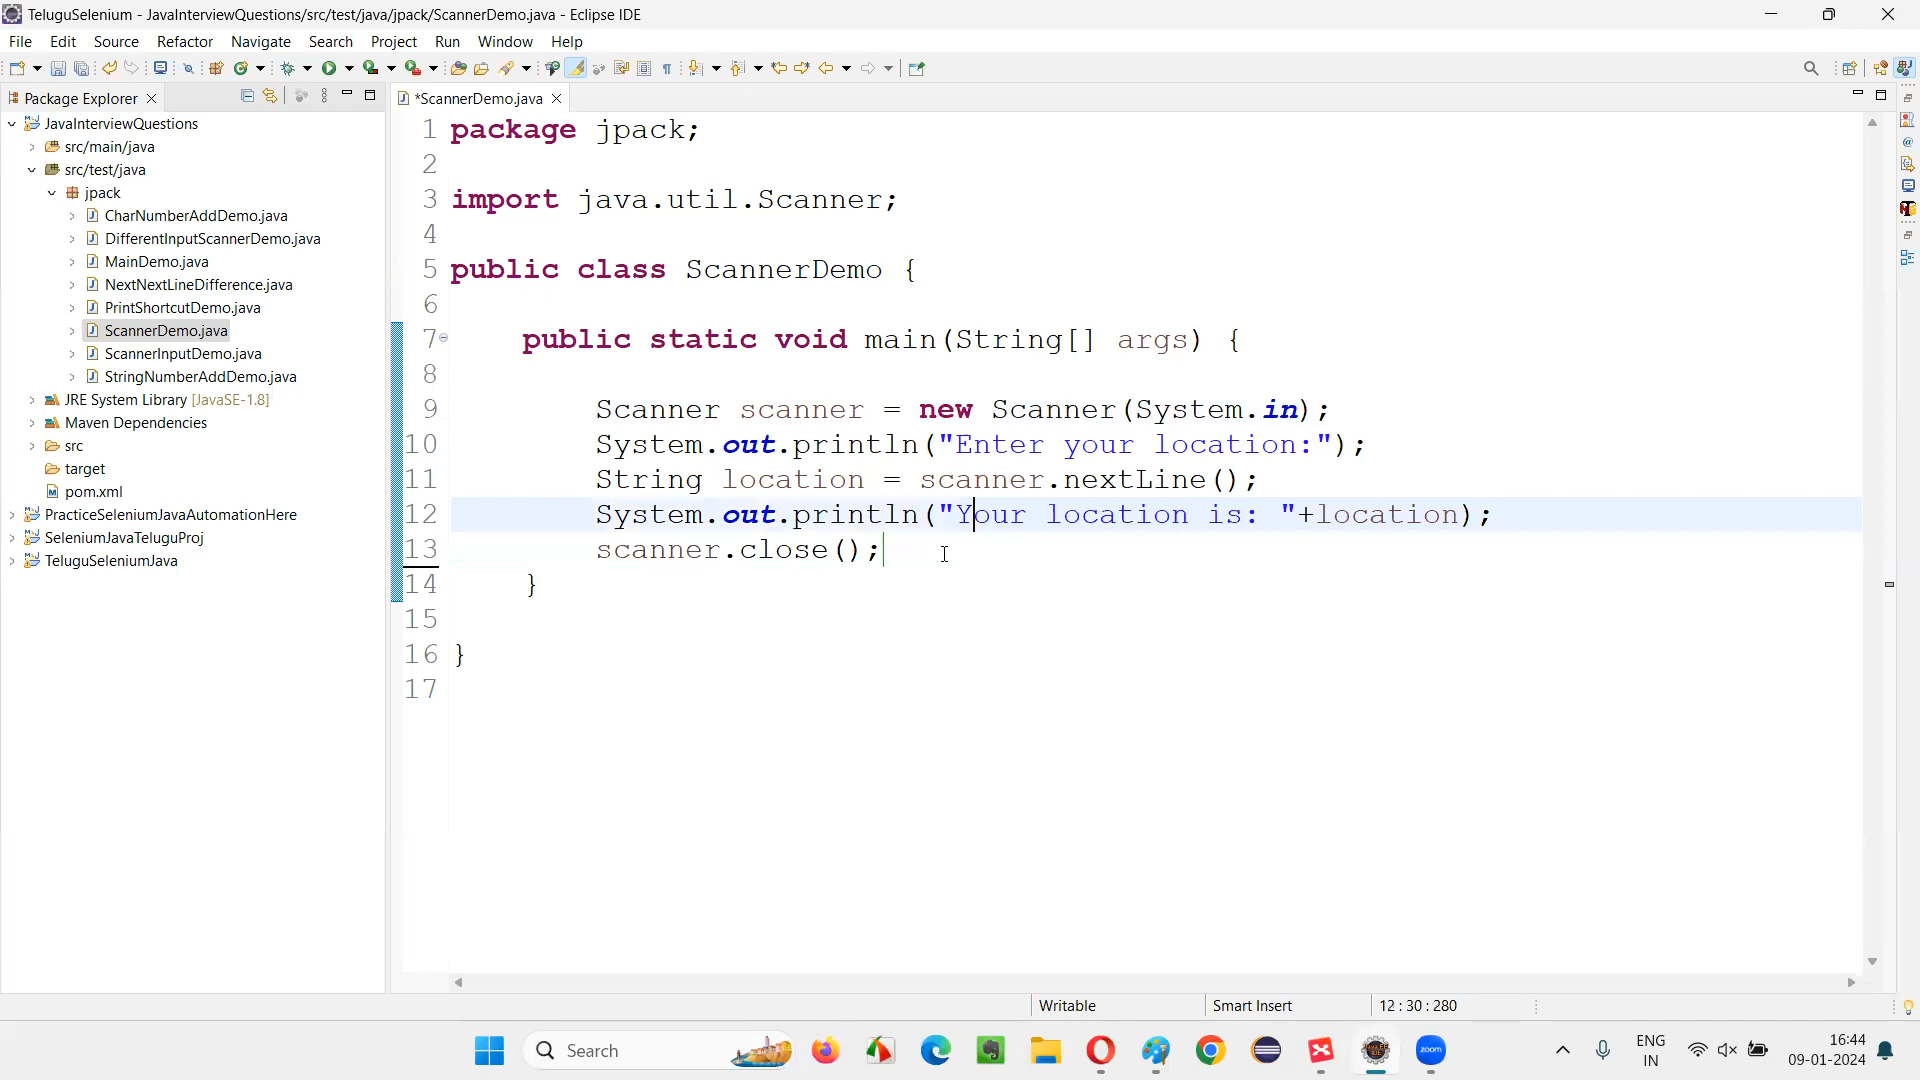 TeluguSelenium - JavaInterviewQuestions/src/test/java/jpack/ScannerDemo.java - Eclipse IDE
File Edit Source Refactor Navigate Search Project Run Window Help
Package Explorer
JavaInterviewQuestions
src/main/java
src/test/java
jpack
CharNumberAddDemo.java
DifferentInputScannerDemo.java
MainDemo.java
NextNextLineDifference.java
PrintShortcutDemo.java
ScannerDemo.java
ScannerInputDemo.java
StringNumberAddDemo.java
JRE System Library [JavaSE-1.8]
Maven Dependencies
src
target
pom.xml
PracticeSeleniumJavaAutomationHere
SeleniumJavaTeluguProj
TeluguSeleniumJava
*ScannerDemo.java
1 package jpack;
2
3 import java.util.Scanner;
4
5 public class ScannerDemo {
6
7 public static void main(String[] args) {
8
9 Scanner scanner = new Scanner(System.in);
10 System.out.println("Enter your location:");
11 String location = scanner.nextLine();
12 System.out.println("Your location is: "+location);
13 scanner.close();
14 }
15
16 }
17
Writable Smart Insert 12 : 30 : 280
Search
zoom
ENG
IN
16:44
09-01-2024